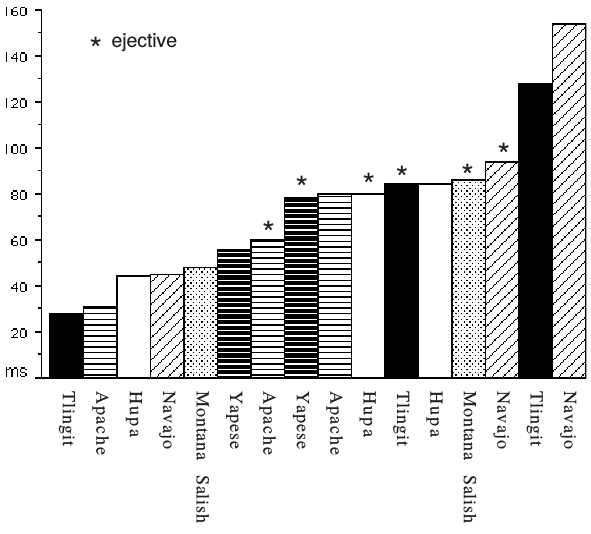 160
140
120
100
80
60
40
20
ms
* ejective
*
*
*
*
*
*
Tlingit
Apache
Hupa
Navajo
Montana Salish
Yapese
Apache
Yapese
Apache
Hupa
Tlingit
Hupa
Montana Salish
Navajo
Tlingit
Navajo